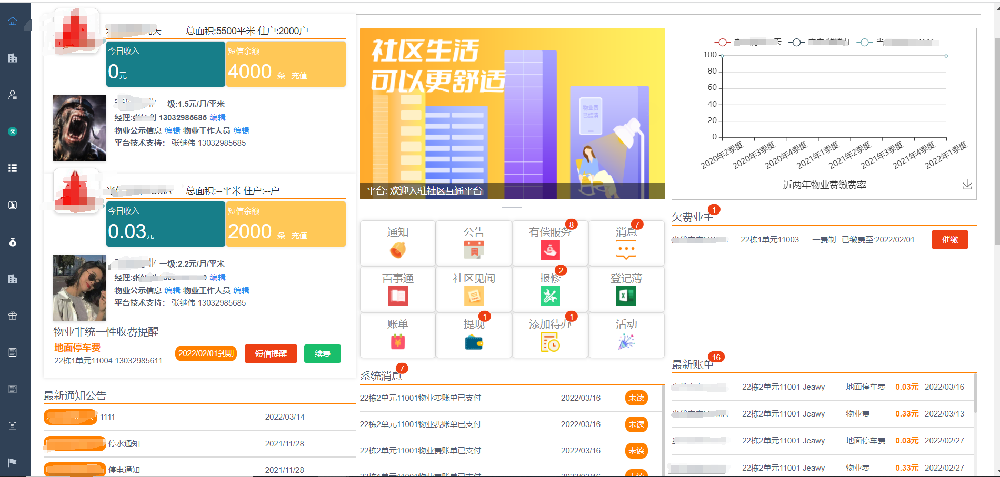 天 总面积:5500平米 住户:2000户
今日收入
0元
短信余额
4000 条 充值
业 一级:1.5元/月/平米
经理:张红利 13032985685 编辑
物业公示信息 编辑 物业工作人员 编辑
平台技术支持： 张继伟 13032985685
总面积:--平米 住户:--户
今日收入
0.03元
短信余额
2000 条 充值
业 一级:2.2元/月/平米
经理:张 编辑
物业公示信息 编辑 物业工作人员 编辑
平台技术支持： 张继伟 13032985685
物业非统一性收费提醒
地面停车费
22栋1单元11004 13032985611
2022/02/01到期
短信提醒
续费
最新通知公告
1111 2022/03/14
停水通知 2021/11/28
停电通知 2021/11/28
社区生活
可以更舒适
物业费
已结清
平台: 欢迎入驻社区互通平台
通知
公告
有偿服务 8
消息 7
百事通
社区见闻
报修 2
登记薄
账单
提现 1
添加待办 1
活动
系统消息 7
22栋2单元11001物业费账单已支付 2022/03/16 未读
22栋2单元11001物业费账单已支付 2022/03/16 未读
22栋2单元11001物业费账单已支付 2022/03/16 未读
天
当
100
80
60
40
20
0
2020年2季度
2020年3季度
2020年4季度
2021年1季度
2021年2季度
2021年3季度
2021年4季度
2022年1季度
近两年物业费缴费率
欠费业主 1
22栋1单元11003 一费制 已缴费至:2022/02/01 催缴
最新账单 16
22栋2单元11001 Jeawy 地面停车费 0.03元 2022/03/16
22栋2单元11001 Jeawy 物业费 0.33元 2022/03/13
22栋2单元11001 Jeawy 地面停车费 0.03元 2022/02/27
22栋2单元11001 Jeawy 物业费 0.33元 2022/02/27